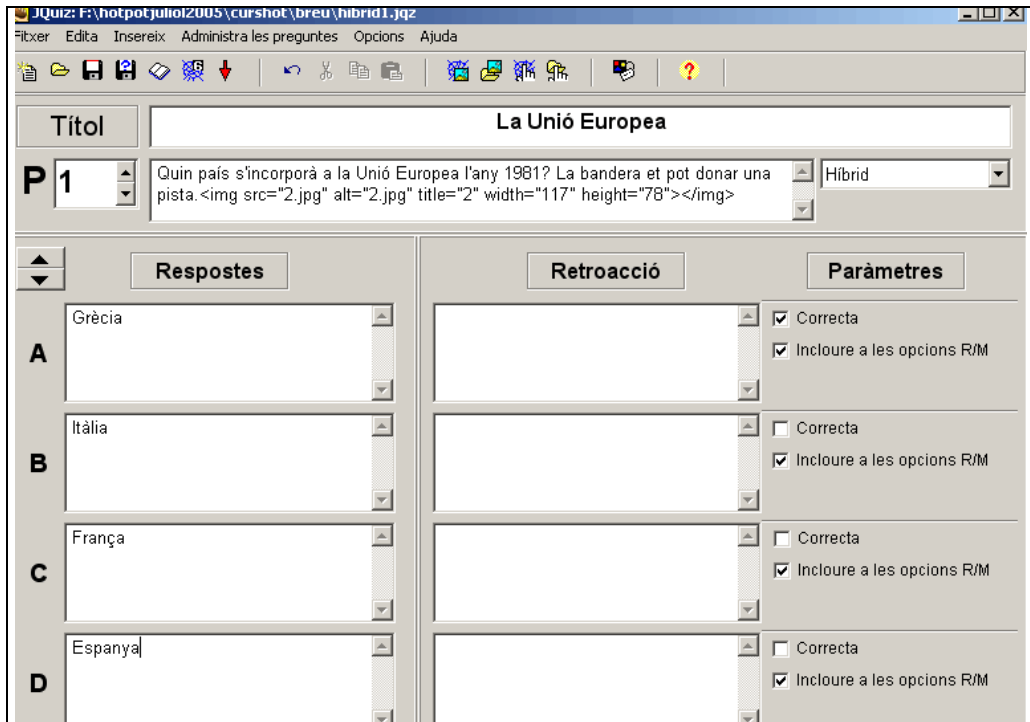 JQuiz: F:\hotpotjuliol2005\curshot\breu\hibrid1.jqz
Fitxer Edita Insereix Administra les preguntes Opcions Ajuda
Títol
La Unió Europea
P 1
Quin país s'incorporà a la Unió Europea l'any 1981? La bandera et pot donar una
pista.<img src="2.jpg" alt="2.jpg" title="2" width="117" height="78"></img>
Híbrid
Respostes Retroacció Paràmetres
A
Grècia
Correcta
Incloure a les opcions R/M
B
Itàlia
Correcta
Incloure a les opcions R/M
C
França
Correcta
Incloure a les opcions R/M
D
Espanya
Correcta
Incloure a les opcions R/M